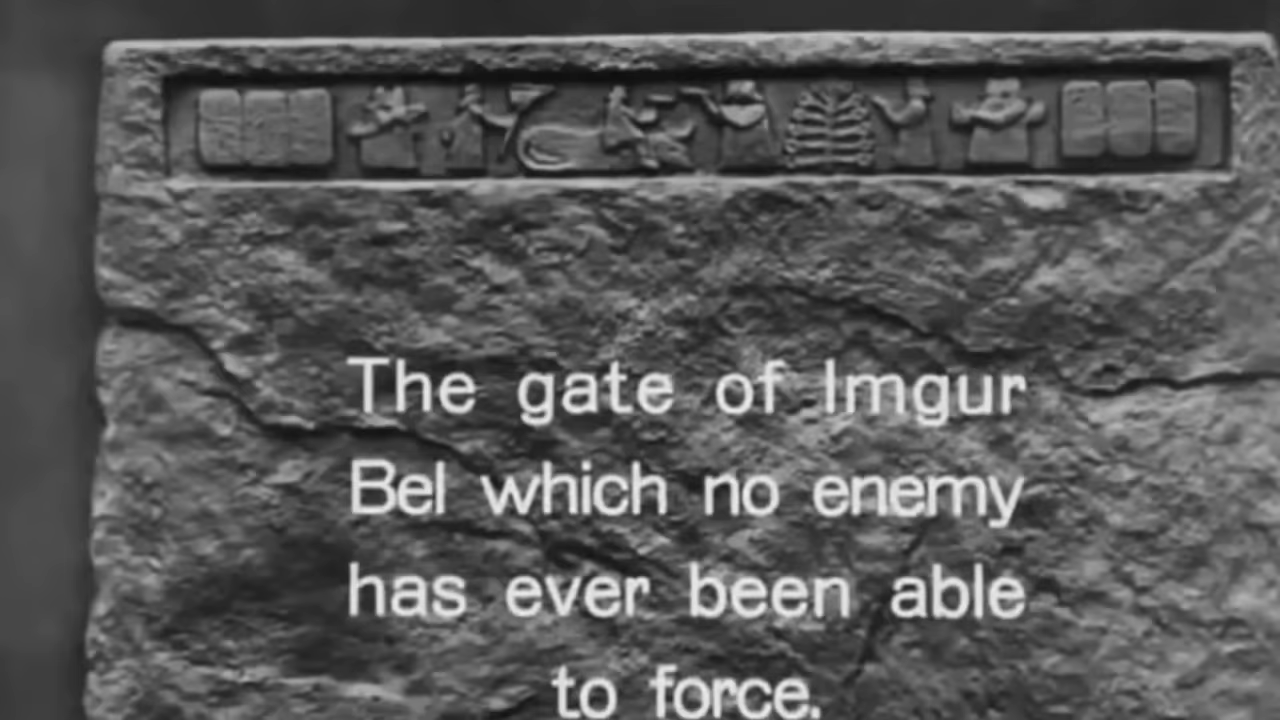 The gate of Imgur
Bel which no enemy
has ever been able
to force.